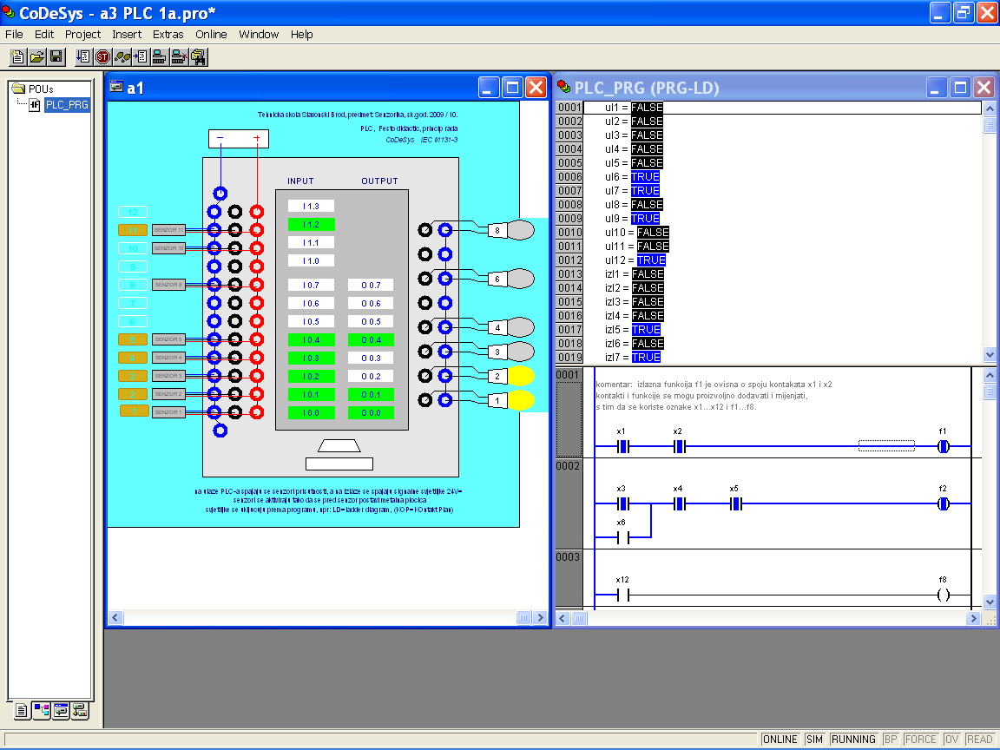 CoDeSys - a3 PLC 1a.pro*
File Edit Project Insert Extras Online Window Help
POUs
PLC_PRG
a1
Tehnicka skola Slavonski Brod, predmet: Senzorika, sk.god. 2009 / 10.
PLC, Festo didactic, princip rada
CoDeSys IEC 61131-3
− +
INPUT OUTPUT
I 1.3
12
I 1.2
11 SENZOR 11
8
I 1.1
10 SENZOR 10
I 1.0
9
I 0.7 O 0.7
8 SENZOR 8
6
I 0.6 O 0.6
7
I 0.5 O 0.5
6
4
I 0.4 O 0.4
SENZOR 5
3
I 0.3 O 0.3
SENZOR 4
2
I 0.2 O 0.2
SENZOR 3
I 0.1 O 0.1
SENZOR 2
1
I 0.0 O 0.0
SENZOR 1
na ulaze PLC-a spajaju se senzori prisutnosti, a na izlaze se spajaju signalne svjetiljke 24V=
senzori se aktiviraju tako da se pred senzor postavi metalna plocica
svjetiljke se ukljucuju prema programu, npr: LD=ladder diagram, (KOP=KOntakt Plan)
PLC_PRG (PRG-LD)
0001 ul1 = FALSE
0002 ul2 = FALSE
0003 ul3 = FALSE
0004 ul4 = FALSE
0005 ul5 = FALSE
0006 ul6 = TRUE
0007 ul7 = TRUE
0008 ul8 = FALSE
0009 ul9 = TRUE
0010 ul10 = FALSE
0011 ul11 = FALSE
0012 ul12 = TRUE
0013 izl1 = FALSE
0014 izl2 = FALSE
0015 izl3 = FALSE
0016 izl4 = FALSE
0017 izl5 = TRUE
0018 izl6 = FALSE
0019 izl7 = TRUE
0001
komentar: izlazna funkcija f1 je ovisna o spoju kontakata x1 i x2
kontakti i funkcije se mogu proizvoljno dodavati i mijenjati,
s tim da se koriste oznake x1...x12 i f1...f8.
x1 x2 f1
0002
x3 x4 x5 f2
x6
0003
x12 f8
ONLINE SIM RUNNING BP FORCE OV READ